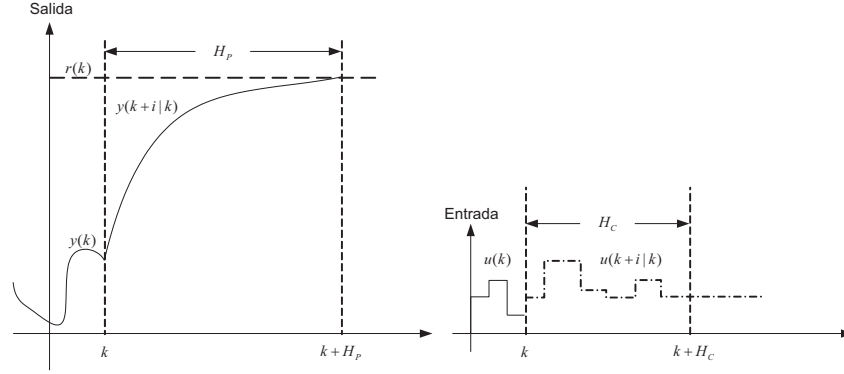 Salida
H_P
r(k)
y(k+i|k)
y(k)
k
k+H_P
Entrada
H_C
u(k)
u(k+i|k)
k
k+H_C